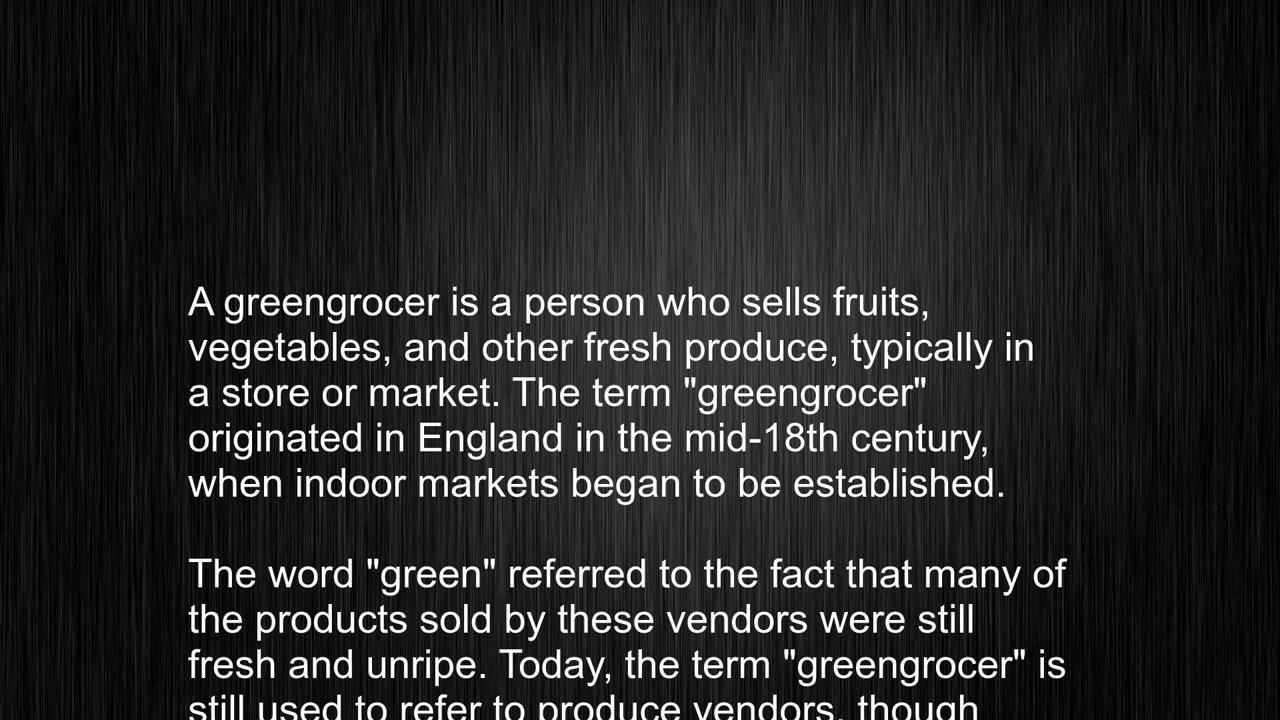 A greengrocer is a person who sells fruits,
vegetables, and other fresh produce, typically in
a store or market. The term "greengrocer"
originated in England in the mid-18th century,
when indoor markets began to be established.
The word "green" referred to the fact that many of
the products sold by these vendors were still
fresh and unripe. Today, the term "greengrocer" is
still used to refer to produce vendors, though